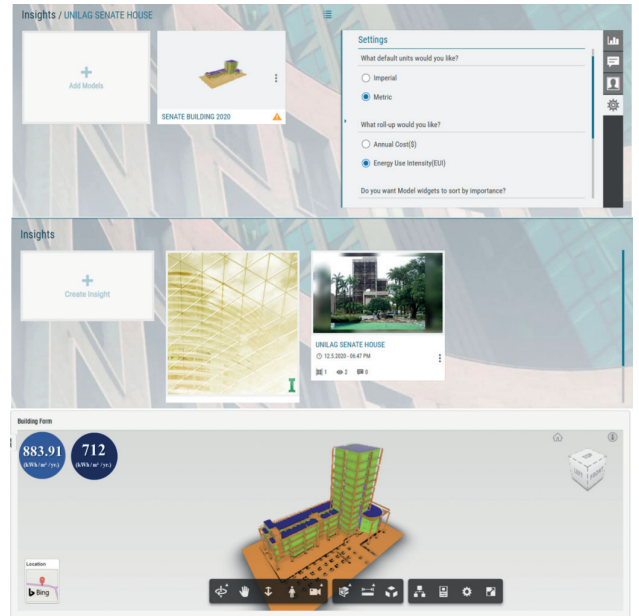 Insights / UNILAG SENATE HOUSE
Add Models
SENATE BUILDING 2020
Settings
What default units would you like?
Imperial
Metric
What roll-up would you like?
Annual Cost($)
Energy Use Intensity(EUI)
Do you want Model widgets to sort by importance?
Insights
Create Insight
UNILAG SENATE HOUSE
12.5.2020 - 06:47 PM
1 2 0
Building Form
883.91
(kWh/m²/yr.)
712
(kWh/m²/yr.)
LEFT FRONT
Location
Bing